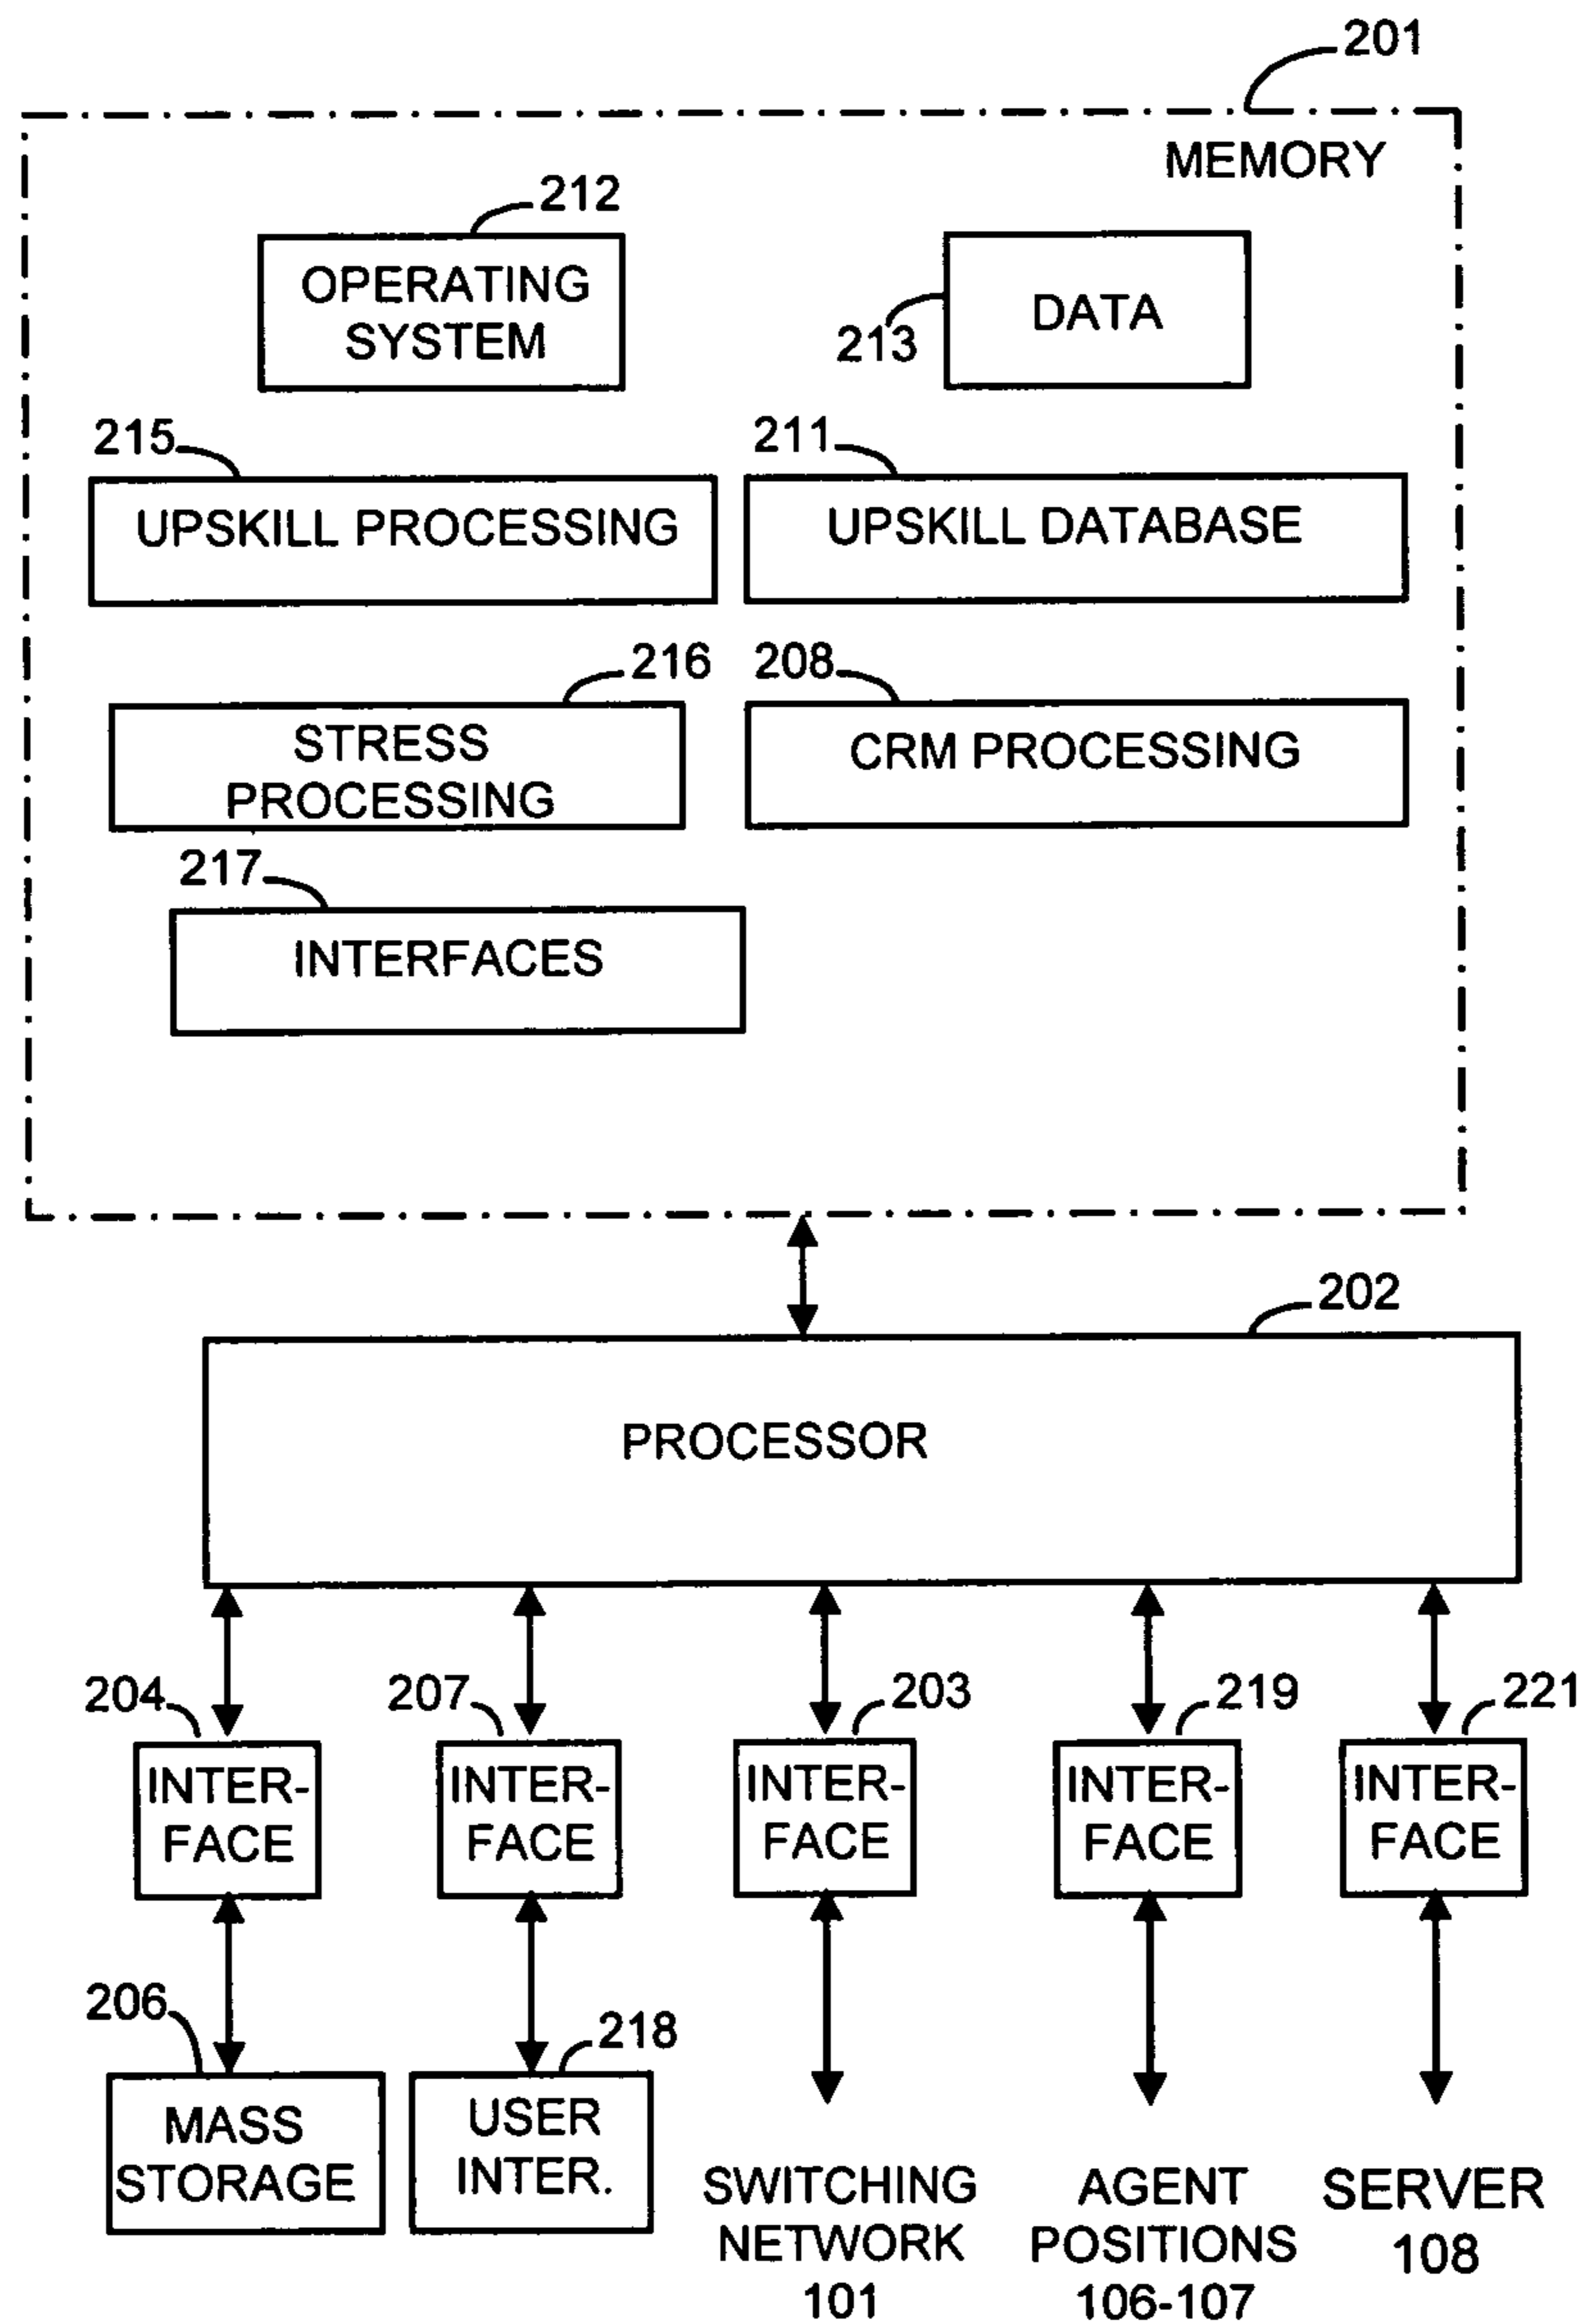 201
MEMORY
212
OPERATING
SYSTEM
213
DATA
215
UPSKILL PROCESSING
211
UPSKILL DATABASE
216
STRESS
PROCESSING
208
CRM PROCESSING
217
INTERFACES
202
PROCESSOR
204
INTER-
FACE
207
INTER-
FACE
203
INTER-
FACE
219
INTER-
FACE
221
INTER-
FACE
206
MASS
STORAGE
218
USER
INTER.
SWITCHING
NETWORK
101
AGENT
POSITIONS
106-107
SERVER
108